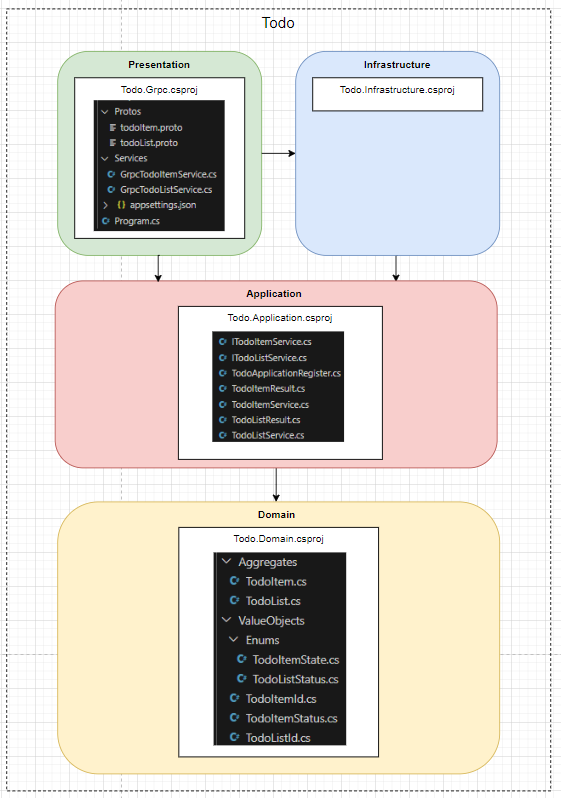 Todo
Presentation
Todo.Grpc.csproj
Protos
todoItem.proto
todoList.proto
Services
GrpcTodoItemService.cs
GrpcTodoListService.cs
{} appsettings.json
C# Program.cs
Infrastructure
Todo.Infrastructure.csproj
Application
Todo.Application.csproj
ITodoItemService.cs
ITodoListService.cs
TodoApplicationRegister.cs
TodoItemResult.cs
TodoItemService.cs
TodoListResult.cs
TodoListService.cs
Domain
Todo.Domain.csproj
Aggregates
TodoItem.cs
TodoList.cs
ValueObjects
Enums
TodoItemState.cs
TodoListStatus.cs
TodoItemId.cs
TodoItemStatus.cs
TodoListId.cs